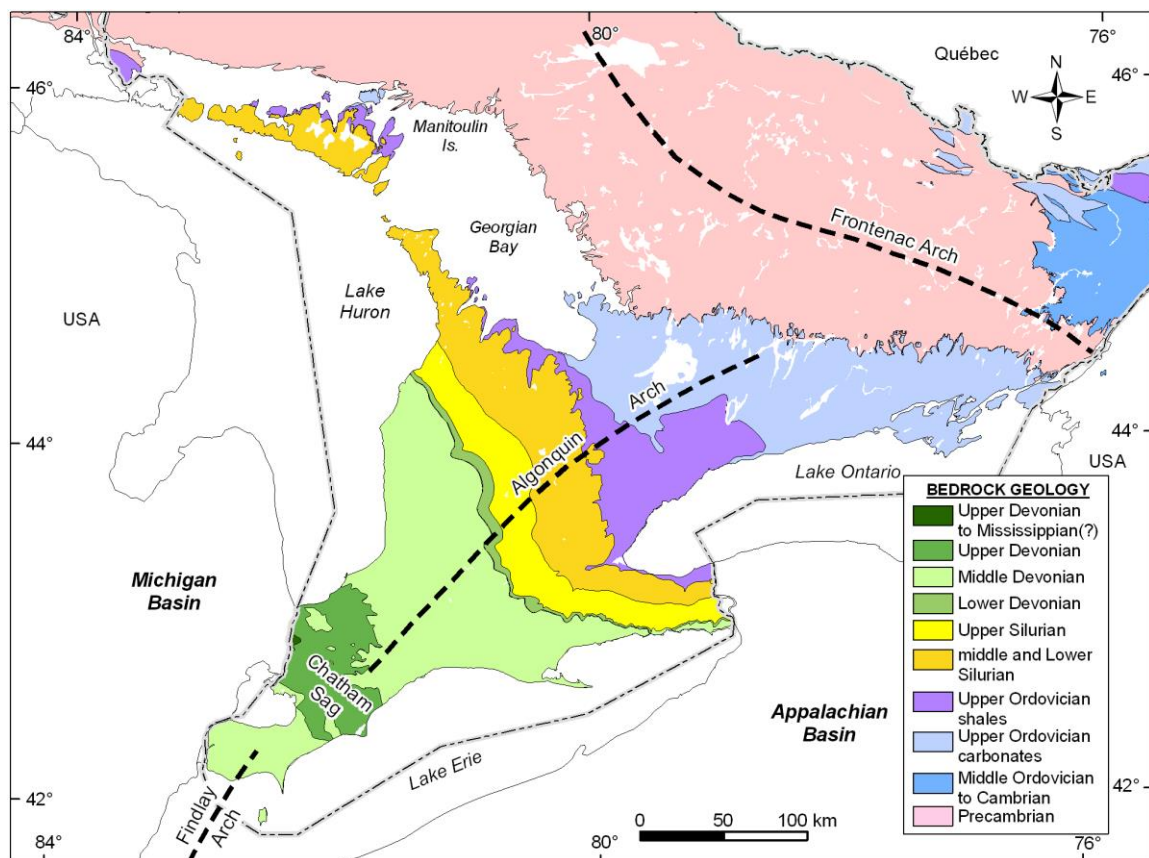 84°
80°
76°
Québec
N
W E
S
46°
46°
Manitoulin
Is.
Georgian
Bay
Frontenac Arch
Lake
Huron
USA
Algonquin Arch
44°
44°
Lake Ontario
USA
Michigan
Basin
Chatham
Sag
Appalachian
Basin
Lake Erie
42°
42°
Findlay
Arch
0 50 100 km
84°
80°
76°
BEDROCK GEOLOGY
Upper Devonian
to Mississippian(?)
Upper Devonian
Middle Devonian
Lower Devonian
Upper Silurian
middle and Lower
Silurian
Upper Ordovician
shales
Upper Ordovician
carbonates
Middle Ordovician
to Cambrian
Precambrian